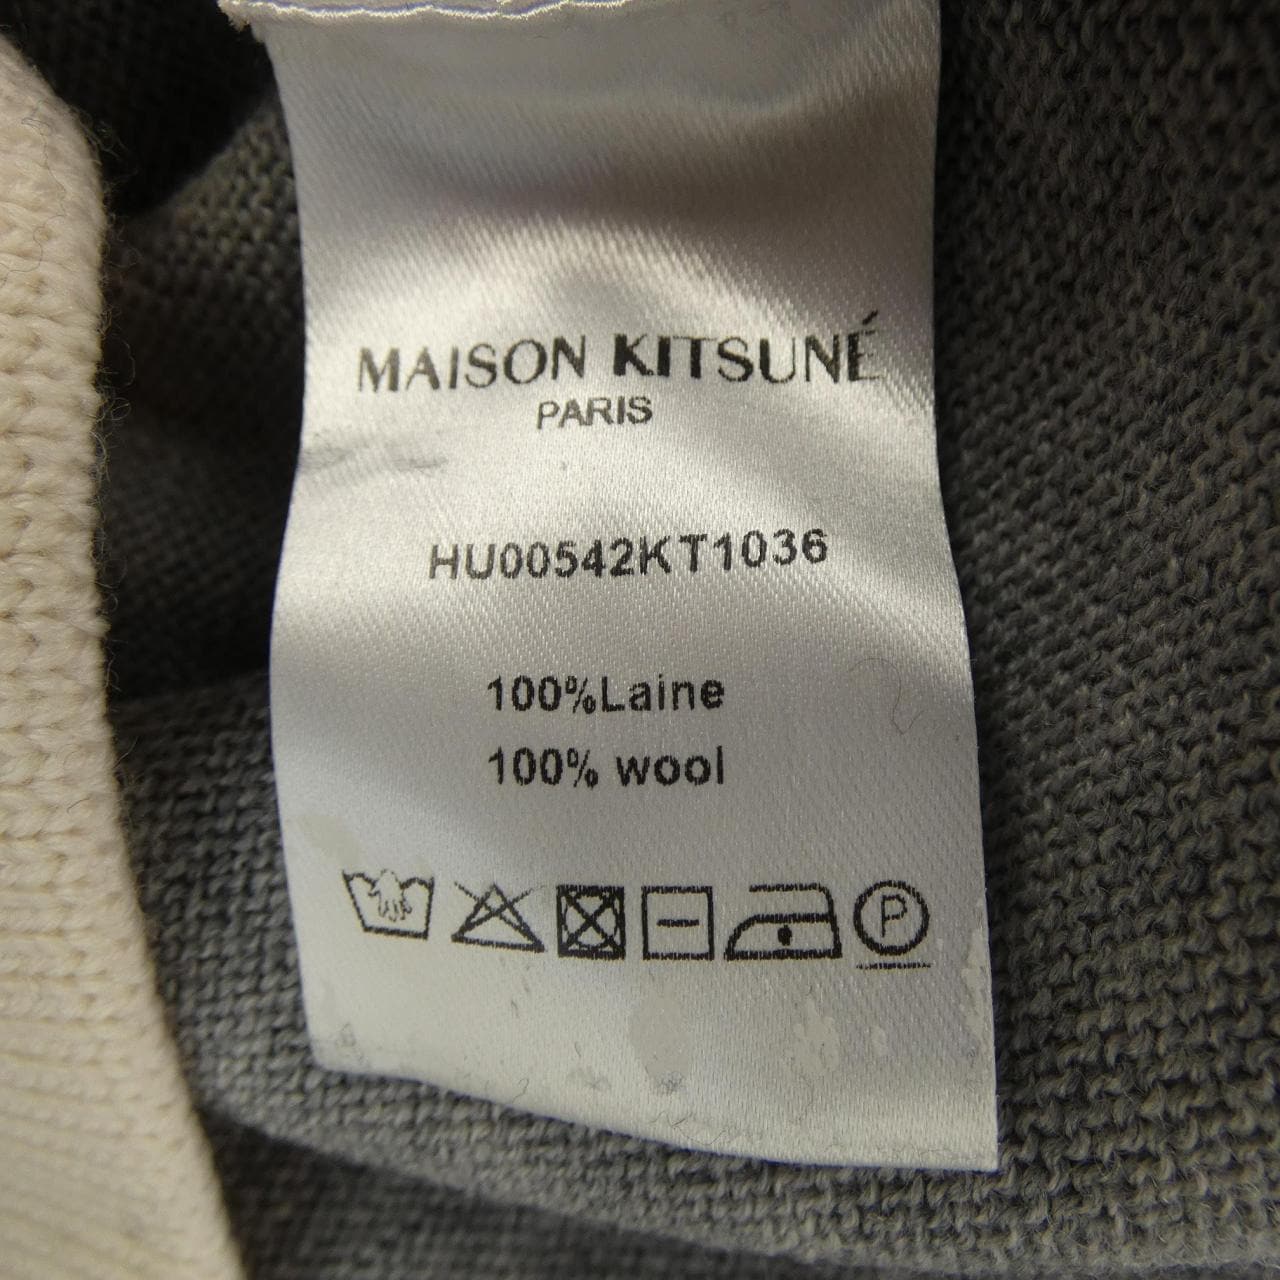 MAISON KITSUNÉ
PARIS
HU00542KT1036
100%Laine
100% wool
P